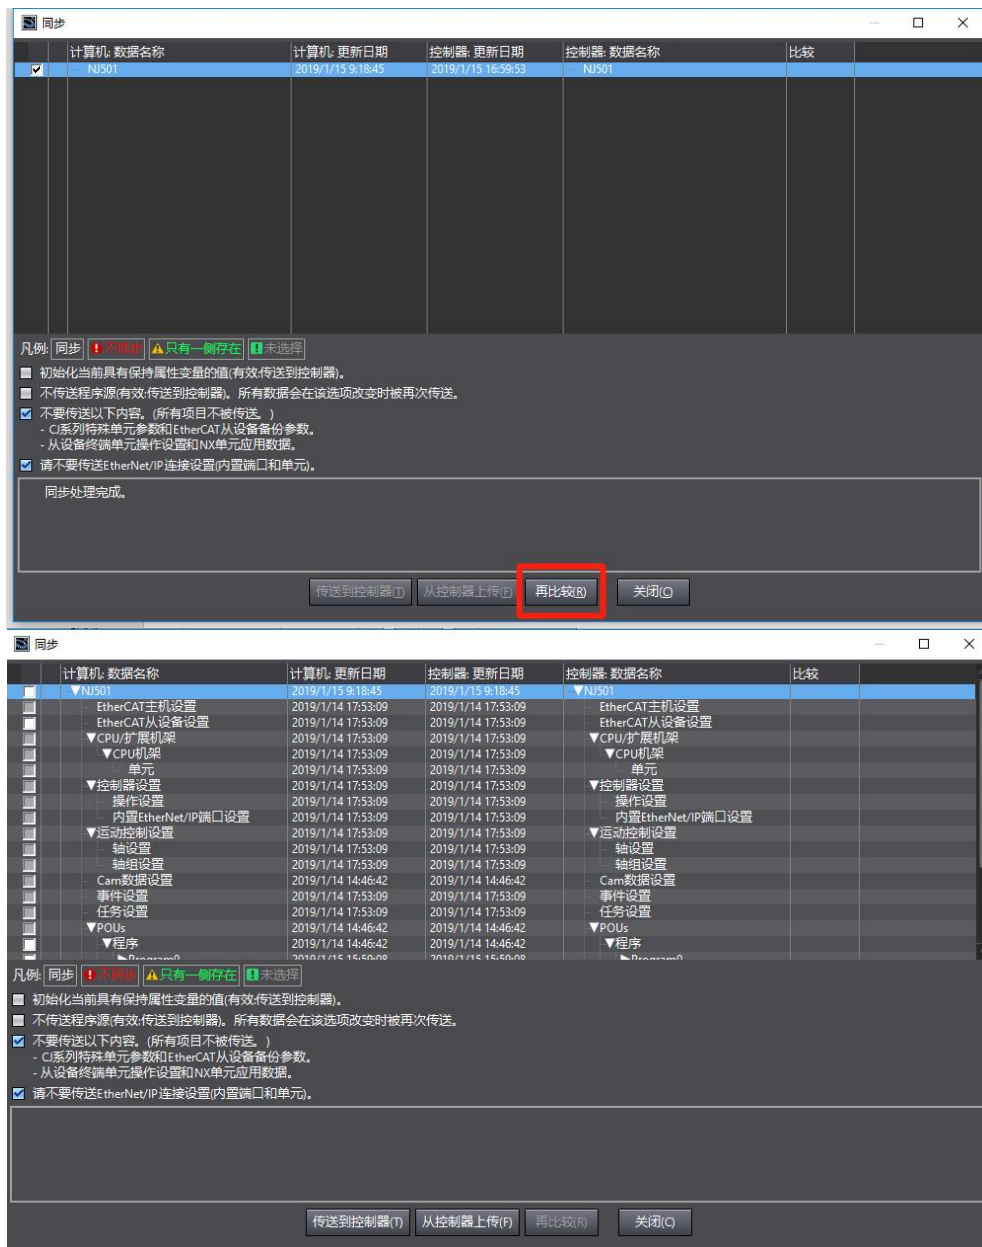 同步
计算机: 数据名称 计算机: 更新日期 控制器: 更新日期 控制器: 数据名称 比较
NJ501 2019/1/15 9:18:45 2019/1/15 16:59:53 NJ501
凡例: 同步 不同步 只有一侧存在 未选择
初始化当前具有保持属性变量的值(有效:传送到控制器)。
不传送程序源(有效:传送到控制器)。所有数据会在该选项改变时被再次传送。
不要传送以下内容。(所有项目不被传送。)
- CJ系列特殊单元参数和EtherCAT从设备备份参数。
- 从设备终端单元操作设置和NX单元应用数据。
请不要传送EtherNet/IP连接设置(内置端口和单元)。
同步处理完成。
传送到控制器(T) 从控制器上传(F) 再比较(R) 关闭(C)
同步
计算机: 数据名称 计算机: 更新日期 控制器: 更新日期 控制器: 数据名称 比较
▼NJ501 2019/1/15 9:18:45 2019/1/15 9:18:45 ▼NJ501
EtherCAT主机设置 2019/1/14 17:53:09 2019/1/14 17:53:09 EtherCAT主机设置
EtherCAT从设备设置 2019/1/14 17:53:09 2019/1/14 17:53:09 EtherCAT从设备设置
▼CPU/扩展机架 2019/1/14 17:53:09 2019/1/14 17:53:09 ▼CPU/扩展机架
▼CPU机架 2019/1/14 17:53:09 2019/1/14 17:53:09 ▼CPU机架
单元 2019/1/14 17:53:09 2019/1/14 17:53:09 单元
▼控制器设置 2019/1/14 17:53:09 2019/1/14 17:53:09 ▼控制器设置
操作设置 2019/1/14 17:53:09 2019/1/14 17:53:09 操作设置
内置EtherNet/IP端口设置 2019/1/14 17:53:09 2019/1/14 17:53:09 内置EtherNet/IP端口设置
▼运动控制设置 2019/1/14 17:53:09 2019/1/14 17:53:09 ▼运动控制设置
轴设置 2019/1/14 17:53:09 2019/1/14 17:53:09 轴设置
轴组设置 2019/1/14 17:53:09 2019/1/14 17:53:09 轴组设置
Cam数据设置 2019/1/14 14:46:42 2019/1/14 14:46:42 Cam数据设置
事件设置 2019/1/14 17:53:09 2019/1/14 17:53:09 事件设置
任务设置 2019/1/14 17:53:09 2019/1/14 17:53:09 任务设置
▼POUs 2019/1/14 14:46:42 2019/1/14 14:46:42 ▼POUs
▼程序 2019/1/14 14:46:42 2019/1/14 14:46:42 ▼程序
▶Program0 2019/1/15 15:59:08 2019/1/15 15:59:08 ▶Program0
凡例: 同步 不同步 只有一侧存在 未选择
初始化当前具有保持属性变量的值(有效:传送到控制器)。
不传送程序源(有效:传送到控制器)。所有数据会在该选项改变时被再次传送。
不要传送以下内容。(所有项目不被传送。)
- CJ系列特殊单元参数和EtherCAT从设备备份参数。
- 从设备终端单元操作设置和NX单元应用数据。
请不要传送EtherNet/IP连接设置(内置端口和单元)。
传送到控制器(T) 从控制器上传(F) 再比较(R) 关闭(C)